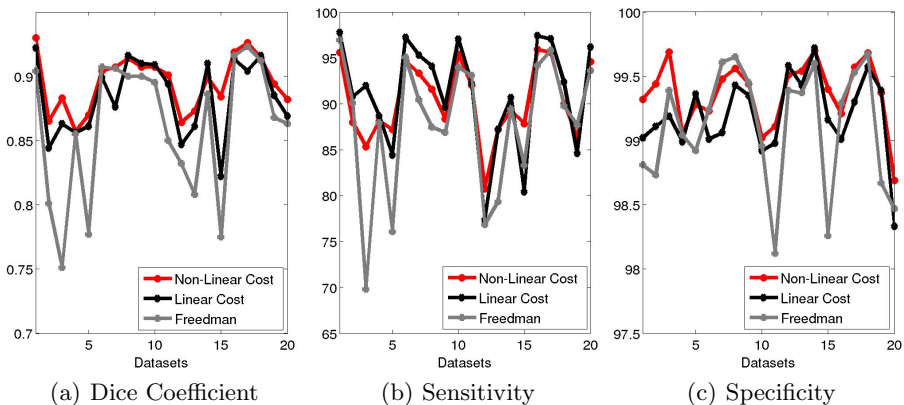 0.9
0.85
0.8
0.75
0.7
5 10 15 20
Datasets
Non-Linear Cost
Linear Cost
Freedman
(a) Dice Coefficient
100
95
90
85
80
75
70
65
5 10 15 20
Datasets
Non-Linear Cost
Linear Cost
Freedman
(b) Sensitivity
100
99.5
99
98.5
98
97.5
5 10 15 20
Datasets
Non-Linear Cost
Linear Cost
Freedman
(c) Specificity